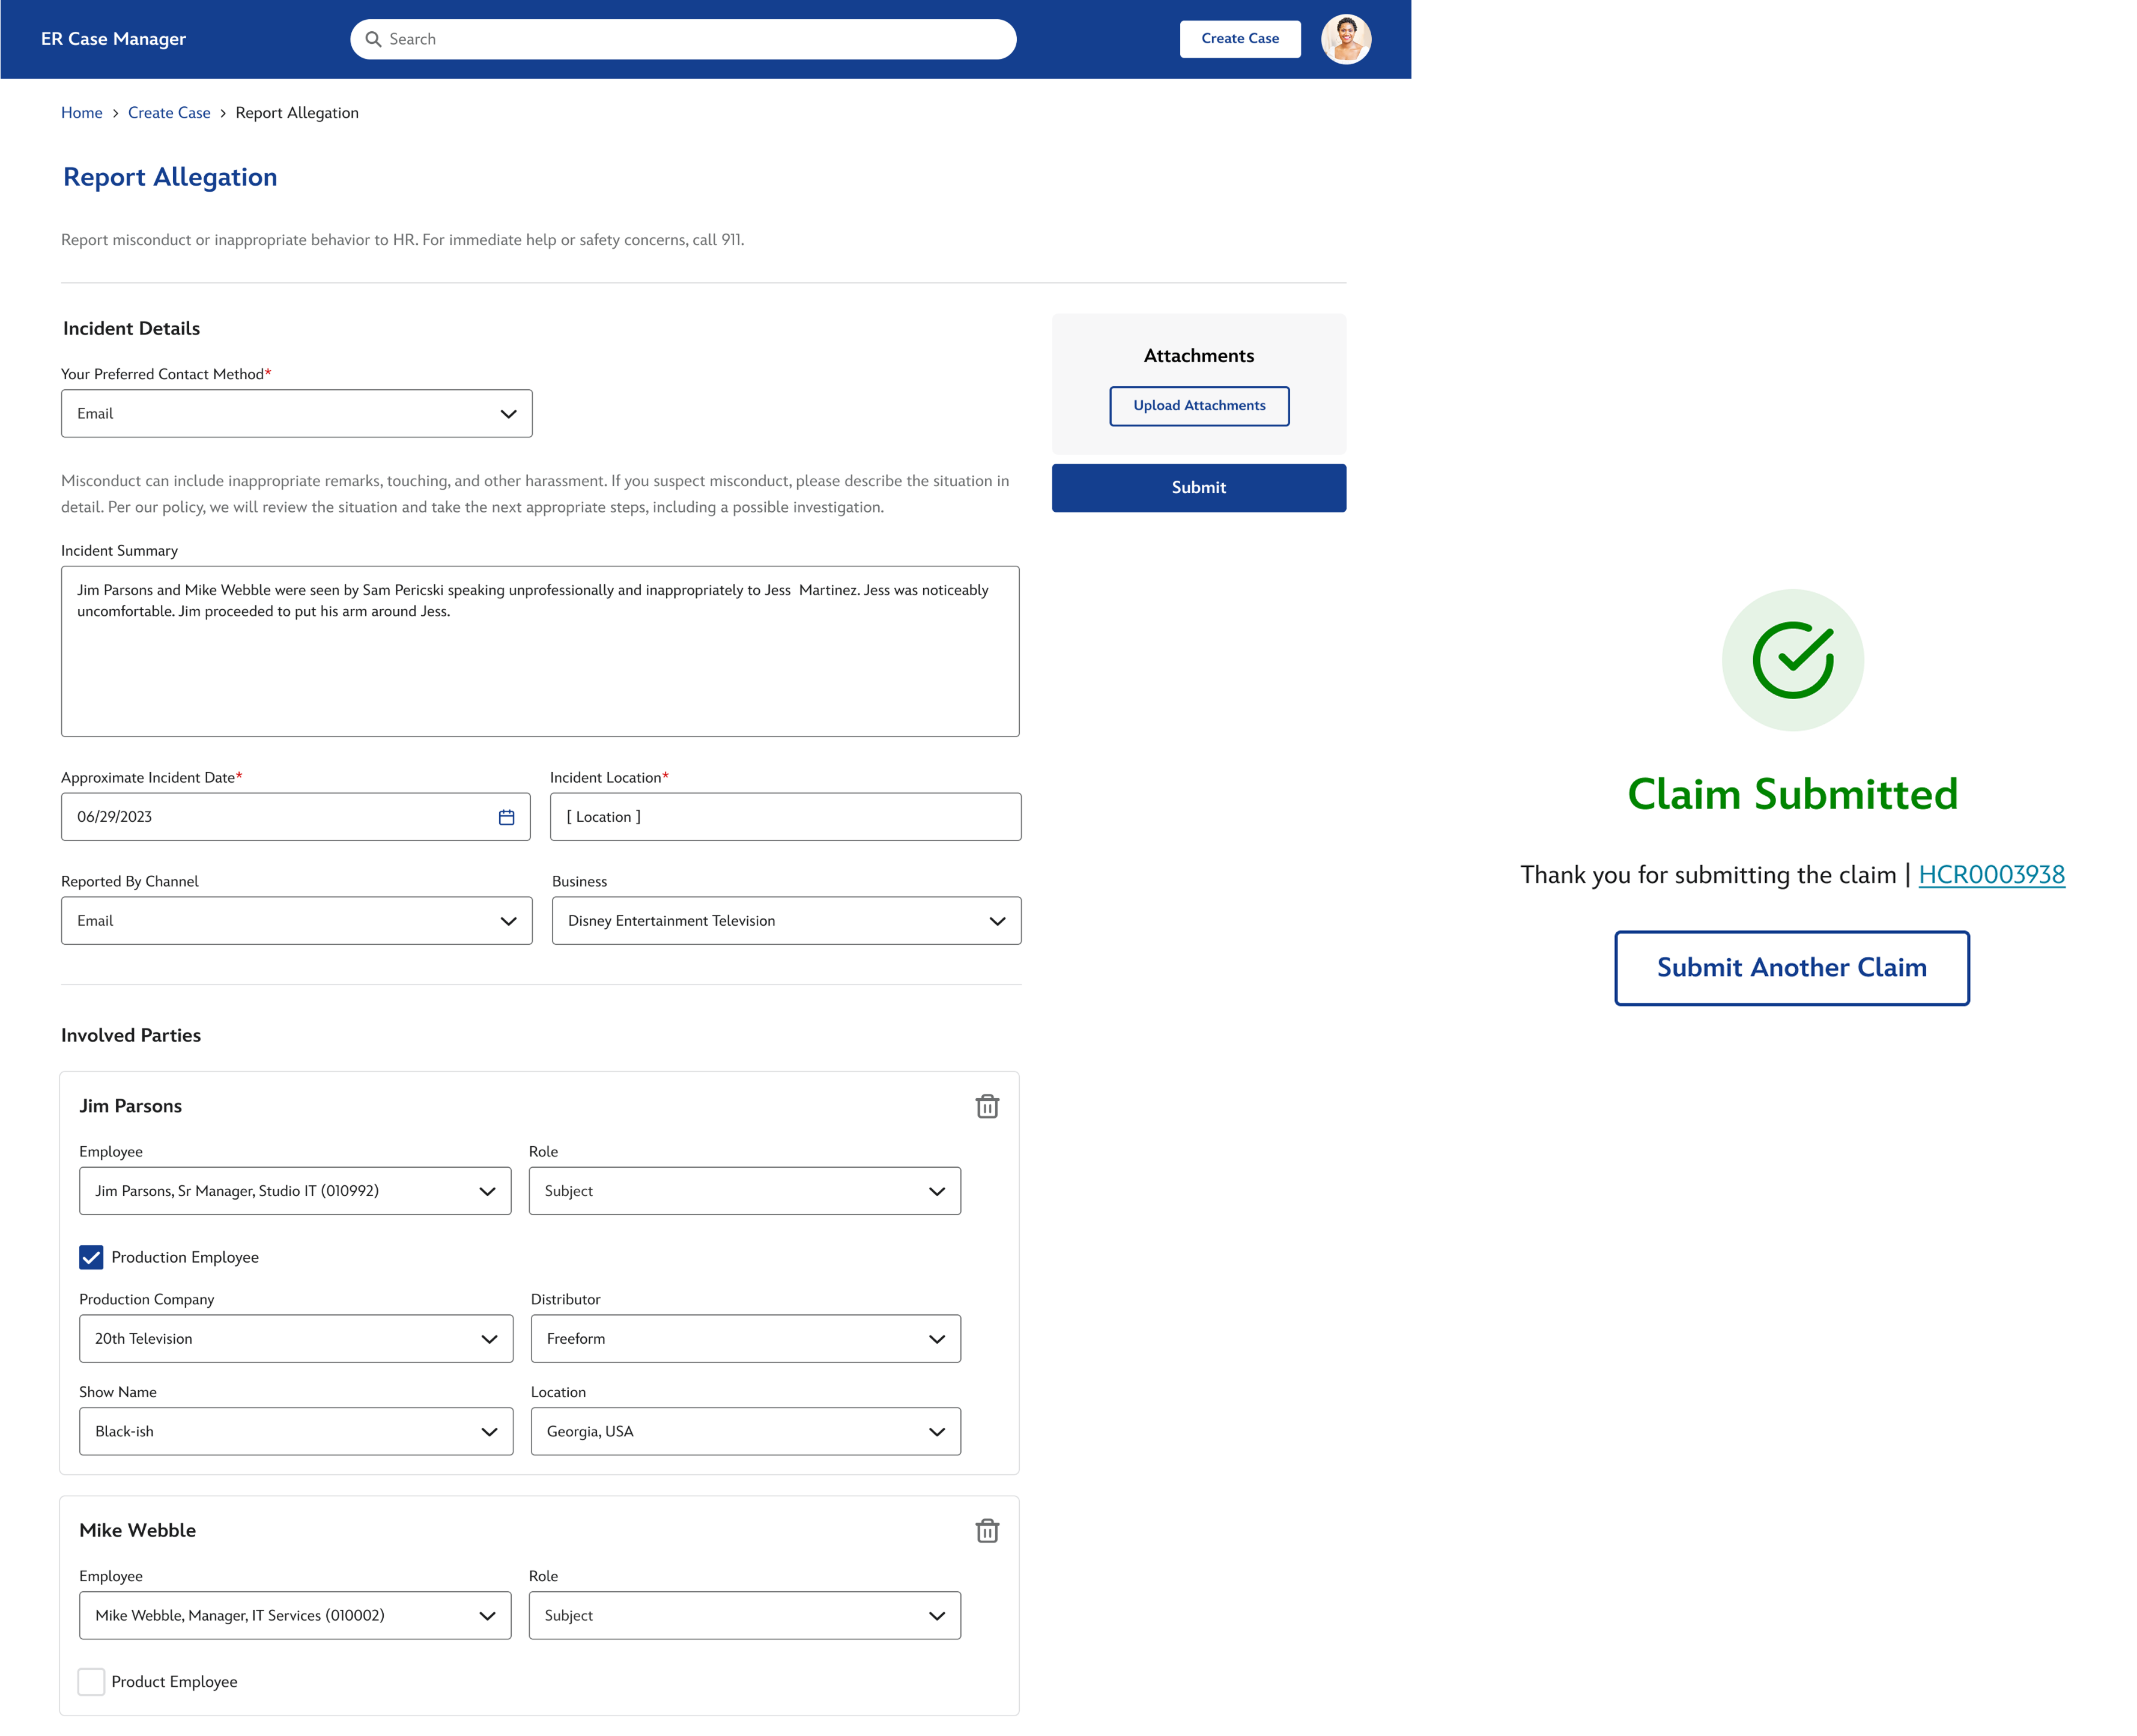 ER Case Manager
Search
Create Case
Home > Create Case > Report Allegation
Report Allegation
Report misconduct or inappropriate behavior to HR. For immediate help or safety concerns, call 911.
Incident Details
Your Preferred Contact Method*
Email
Attachments
Upload Attachments
Submit
Misconduct can include inappropriate remarks, touching, and other harassment. If you suspect misconduct, please describe the situation in
detail. Per our policy, we will review the situation and take the next appropriate steps, including a possible investigation.
Incident Summary
Jim Parsons and Mike Webble were seen by Sam Pericski speaking unprofessionally and inappropriately to Jess  Martinez. Jess was noticeably
uncomfortable. Jim proceeded to put his arm around Jess.
Approximate Incident Date*
Incident Location*
06/29/2023
[ Location ]
Reported By Channel
Business
Email
Disney Entertainment Television
Involved Parties
Jim Parsons
Employee
Role
Jim Parsons, Sr Manager, Studio IT (010992)
Subject
Production Employee
Production Company
Distributor
20th Television
Freeform
Show Name
Location
Black-ish
Georgia, USA
Mike Webble
Employee
Role
Mike Webble, Manager, IT Services (010002)
Subject
Product Employee
Claim Submitted
Thank you for submitting the claim | HCR0003938
Submit Another Claim